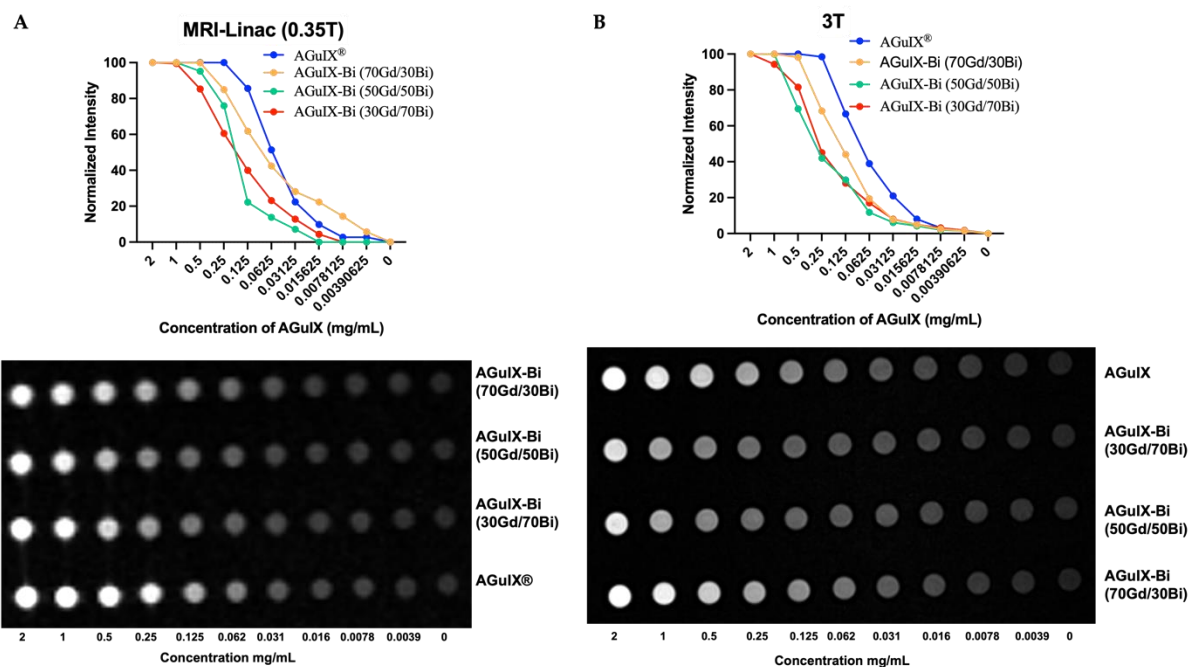 A
MRI-Linac (0.35T)
AGuIX®
AGuIX-Bi (70Gd/30Bi)
AGuIX-Bi (50Gd/50Bi)
AGuIX-Bi (30Gd/70Bi)
Normalized Intensity
100
80
60
40
20
0
2 1 0.5 0.25 0.125 0.0625 0.03125 0.015625 0.0078125 0.00390625 0
Concentration of AGuIX (mg/mL)
AGuIX-Bi
(70Gd/30Bi)
AGuIX-Bi
(50Gd/50Bi)
AGuIX-Bi
(30Gd/70Bi)
AGuIX®
2 1 0.5 0.25 0.125 0.062 0.031 0.016 0.0078 0.0039 0
Concentration mg/mL
B
3T
AGuIX®
AGuIX-Bi (70Gd/30Bi)
AGuIX-Bi (50Gd/50Bi)
AGuIX-Bi (30Gd/70Bi)
Normalized Intensity
100
80
60
40
20
0
2 1 0.5 0.25 0.125 0.0625 0.03125 0.015625 0.0078125 0.00390625 0
Concentration of AGuIX (mg/mL)
AGuIX
AGuIX-Bi
(30Gd/70Bi)
AGuIX-Bi
(50Gd/50Bi)
AGuIX-Bi
(70Gd/30Bi)
2 1 0.5 0.25 0.125 0.062 0.031 0.016 0.0078 0.0039 0
Concentration mg/mL